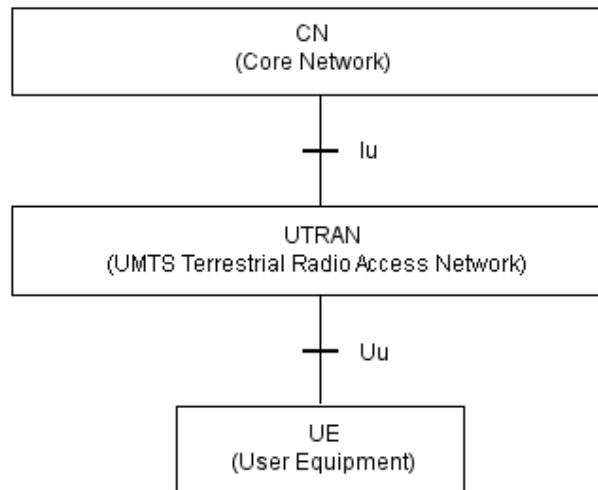 CN
(Core Network)
Iu
UTRAN
(UMTS Terrestrial Radio Access Network)
Uu
UE
(User Equipment)